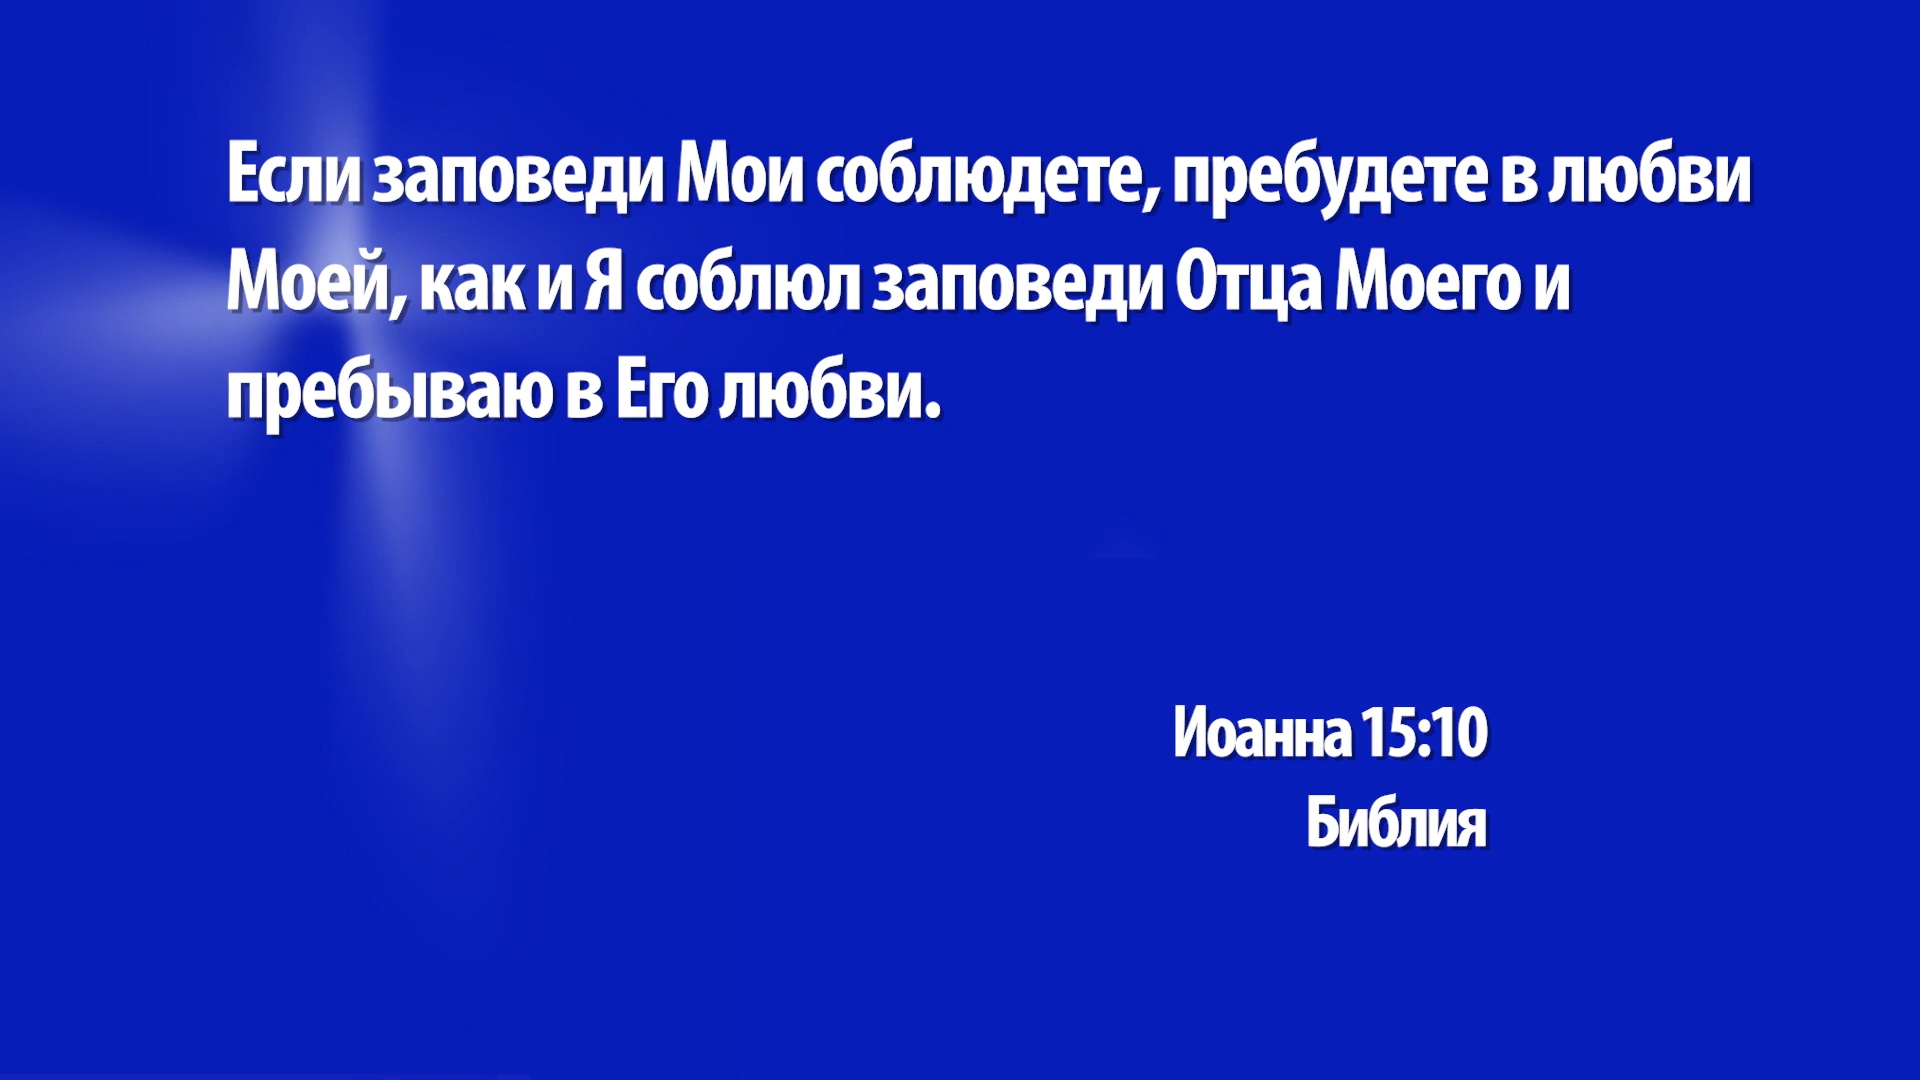 Если заповеди Мои соблюдете, пребудете в любви
Моей, как и Я соблюл заповеди Отца Моего и
пребываю в Его любви.
Иоанна 15:10
Библия